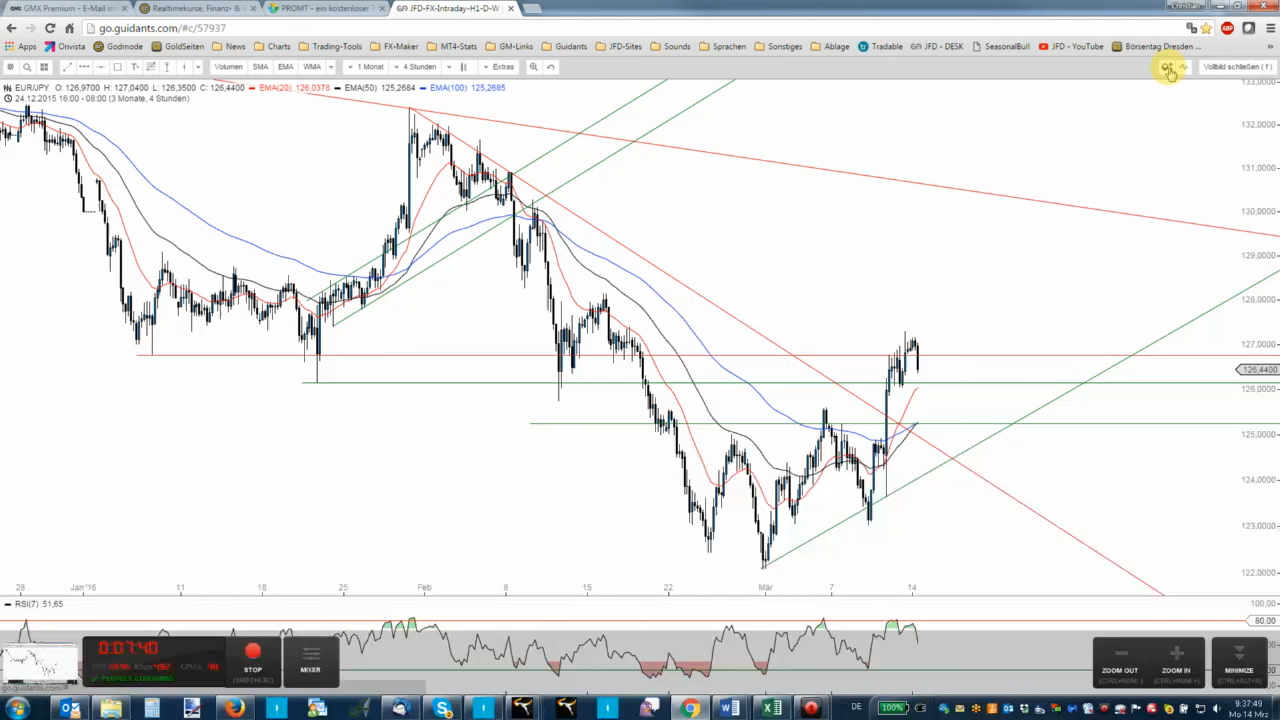 GMX Premium - E-Mail m
Realtimekurse, Finanz- & B
PROMT - ein kostenloser T
JFD-FX-Intraday-H1-D-W
Christian
go.guidants.com/#c/57937
Apps
Onvista
Godmode
GoldSeiten
News
Charts
Trading-Tools
FX-Maker
MT4-Stats
GM-Links
Guidants
JFD-Sites
Sounds
Sprachen
Sonstiges
Ablage
Tradable
JFD - DESK
SeasonalBull
JFD - YouTube
Börsentag Dresden ...
Volumen SMA EMA WMA 1 Monat 4 Stunden Extras Vollbild schließen ( f )
EUR/JPY O: 126,9700 H: 127,0400 L: 126,3500 C: 126,4400 EMA(20) 126,0378 EMA(50) 125,2684 EMA(100) 125,2685
24.12.2015 16:00 - 08:00 (3 Monate, 4 Stunden)
133,0000
132,0000
131,0000
130,0000
129,0000
128,0000
127,0000
126,4400
126,0000
125,0000
124,0000
123,0000
122,0000
28 Jan'16 11 18 25 Feb 8 15 22 Mär 7 14
RSI(7) 51,65
100,00
80,00
0:07:40
PERFECT STREAMING
STOP
MIXER
ZOOM OUT
ZOOM IN
MINIMIZE
go.guidants.com/#
DE
100%
9:37:49
Mo 14 Mrz